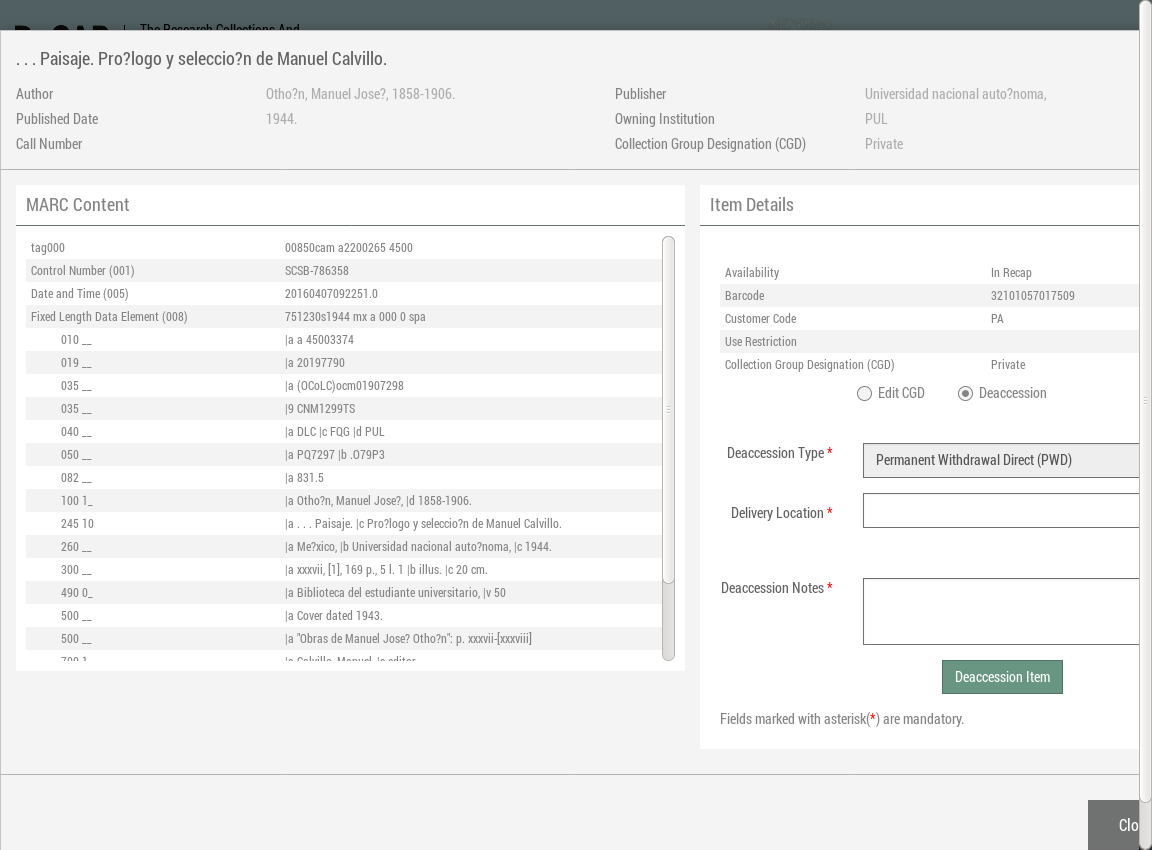 The Research Collections And
. . . Paisaje. Pro?logo y seleccio?n de Manuel Calvillo.
Author Otho?n, Manuel Jose?, 1858-1906. Publisher Universidad nacional auto?noma,
Published Date 1944. Owning Institution PUL
Call Number Collection Group Designation (CGD) Private
MARC Content
tag000 00850cam a2200265 4500
Control Number (001) SCSB-786358
Date and Time (005) 20160407092251.0
Fixed Length Data Element (008) 751230s1944 mx a 000 0 spa
010 __ |a a 45003374
019 __ |a 20197790
035 __ |a (OCoLC)ocm01907298
035 __ |9 CNM1299TS
040 __ |a DLC |c FQG |d PUL
050 __ |a PQ7297 |b .O79P3
082 __ |a 831.5
100 1_ |a Otho?n, Manuel Jose?, |d 1858-1906.
245 10 |a . . . Paisaje. |c Pro?logo y seleccio?n de Manuel Calvillo.
260 __ |a Me?xico, |b Universidad nacional auto?noma, |c 1944.
300 __ |a xxxvii, [1], 169 p., 5 l. 1 |b illus. |c 20 cm.
490 0_ |a Biblioteca del estudiante universitario, |v 50
500 __ |a Cover dated 1943.
500 __ |a "Obras de Manuel Jose? Otho?n": p. xxxvii-[xxxviii]
700 1_ |a Calvillo, Manuel, |e editor.
Item Details
Availability In Recap
Barcode 32101057017509
Customer Code PA
Use Restriction
Collection Group Designation (CGD) Private
Edit CGD Deaccession
Deaccession Type * Permanent Withdrawal Direct (PWD)
Delivery Location *
Deaccession Notes *
Deaccession Item
Fields marked with asterisk(*) are mandatory.
Clo